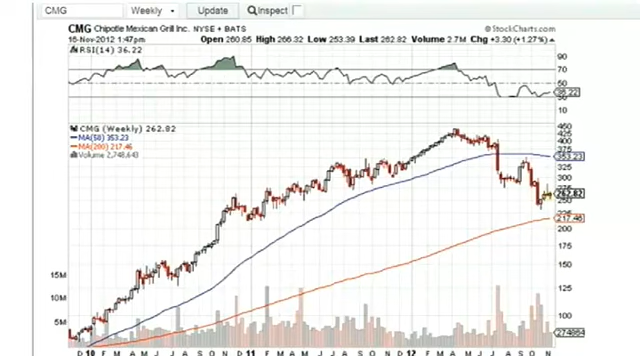 CMG Weekly Update Inspect
CMG Chipotle Mexican Grill Inc. NYSE + BATS © StockCharts.com
16-Nov-2012 1:47pm Open 260.85 High 266.32 Low 253.39 Last 262.82 Volume 2.7M Chg +3.30 (+1.27%)
RSI(14) 36.22
90
70
50
36.22
30
10
CMG (Weekly) 262.82
MA(50) 353.23
MA(200) 217.46
Volume 2,748,643
450
425
400
375
353.23
325
300
275
262.82
250
217.46
200
175
150
125
100
15M
10M
5M
D 10 F M A M J J A S O N D 11 F M A M J J A S O N D 12 F M A M J J A S O N